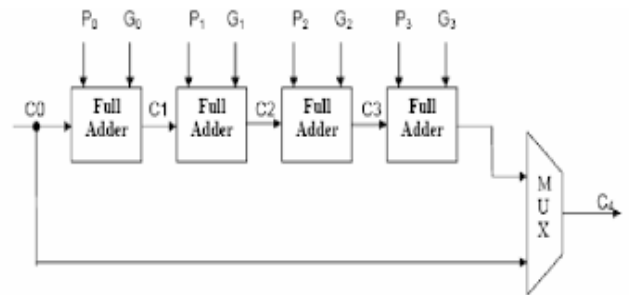 P0 G0 P1 G1 P2 G2 P3 G3
C0 Full Adder C1 Full Adder C2 Full Adder C3 Full Adder
MUX
C4